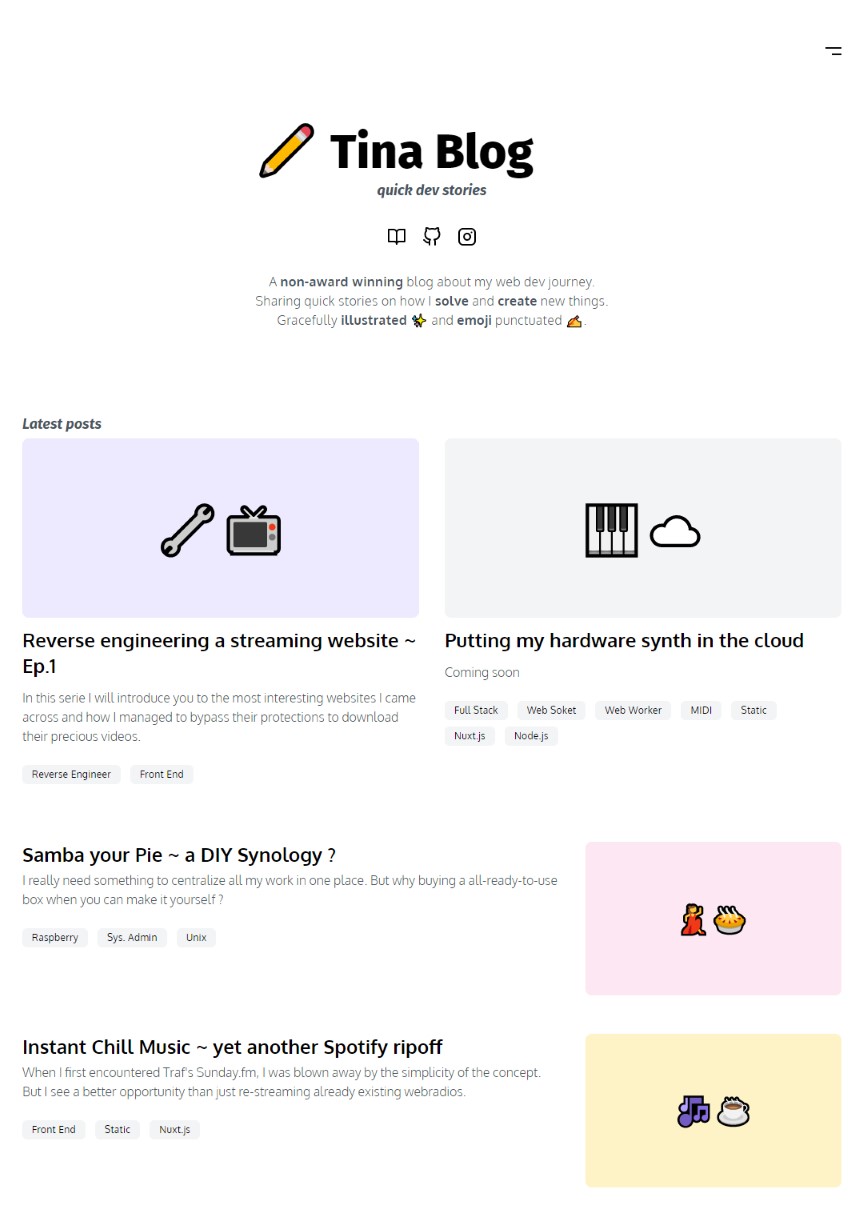 Tina Blog
quick dev stories
A non-award winning blog about my web dev journey.
Sharing quick stories on how I solve and create new things.
Gracefully illustrated ✨ and emoji punctuated ✍️.
Latest posts
Reverse engineering a streaming website ~
Ep.1
In this serie I will introduce you to the most interesting websites I came
across and how I managed to bypass their protections to download
their precious videos.
Reverse Engineer Front End
Putting my hardware synth in the cloud
Coming soon
Full Stack Web Soket Web Worker MIDI Static
Nuxt.js Node.js
Samba your Pie ~ a DIY Synology ?
I really need something to centralize all my work in one place. But why buying a all-ready-to-use
box when you can make it yourself ?
Raspberry Sys. Admin Unix
Instant Chill Music ~ yet another Spotify ripoff
When I first encountered Traf's Sunday.fm, I was blown away by the simplicity of the concept.
But I see a better opportunity than just re-streaming already existing webradios.
Front End Static Nuxt.js